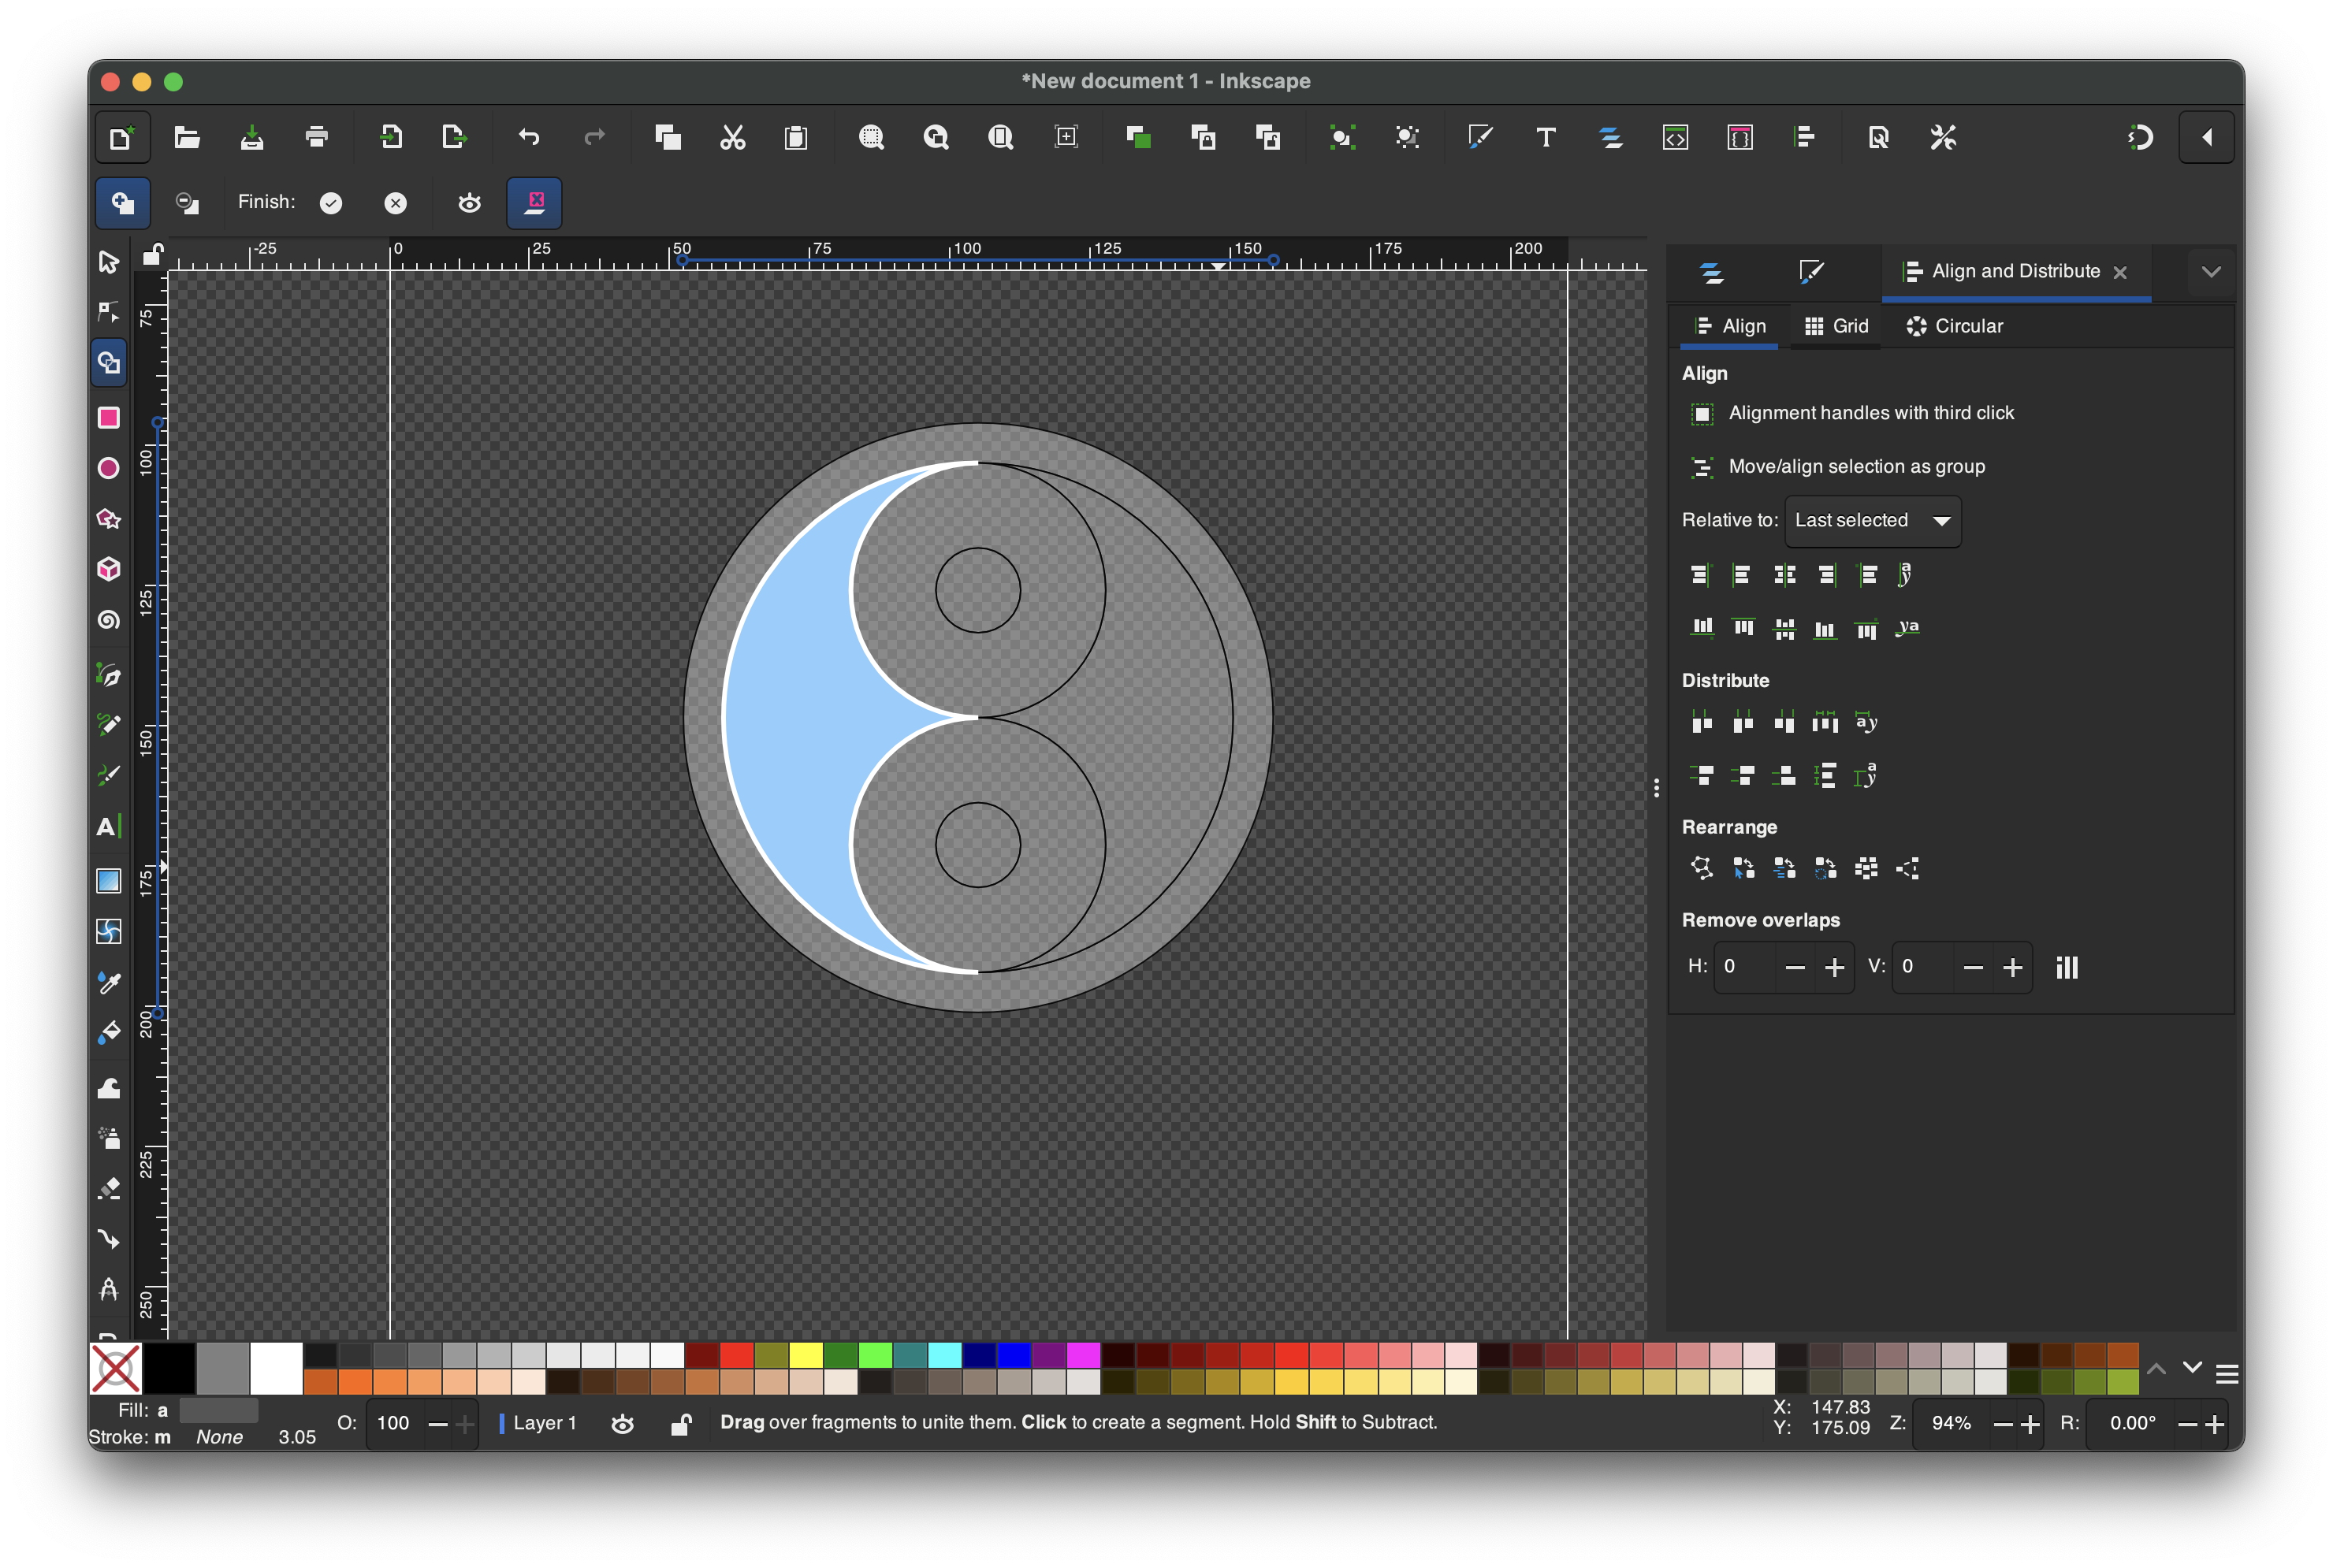 *New document 1 - Inkscape
Finish:
-25 0 25 50 75 100 125 150 175 200
75
100
125
150
175
200
225
250
Align and Distribute
Align Grid Circular
Align
Alignment handles with third click
Move/align selection as group
Relative to: Last selected
Distribute
Rearrange
Remove overlaps
H: 0 V: 0
Fill: a
Stroke: m None 3.05
O: 100
Layer 1
Drag over fragments to unite them. Click to create a segment. Hold Shift to Subtract.
X: 147.83
Y: 175.09
Z: 94%
R: 0.00°